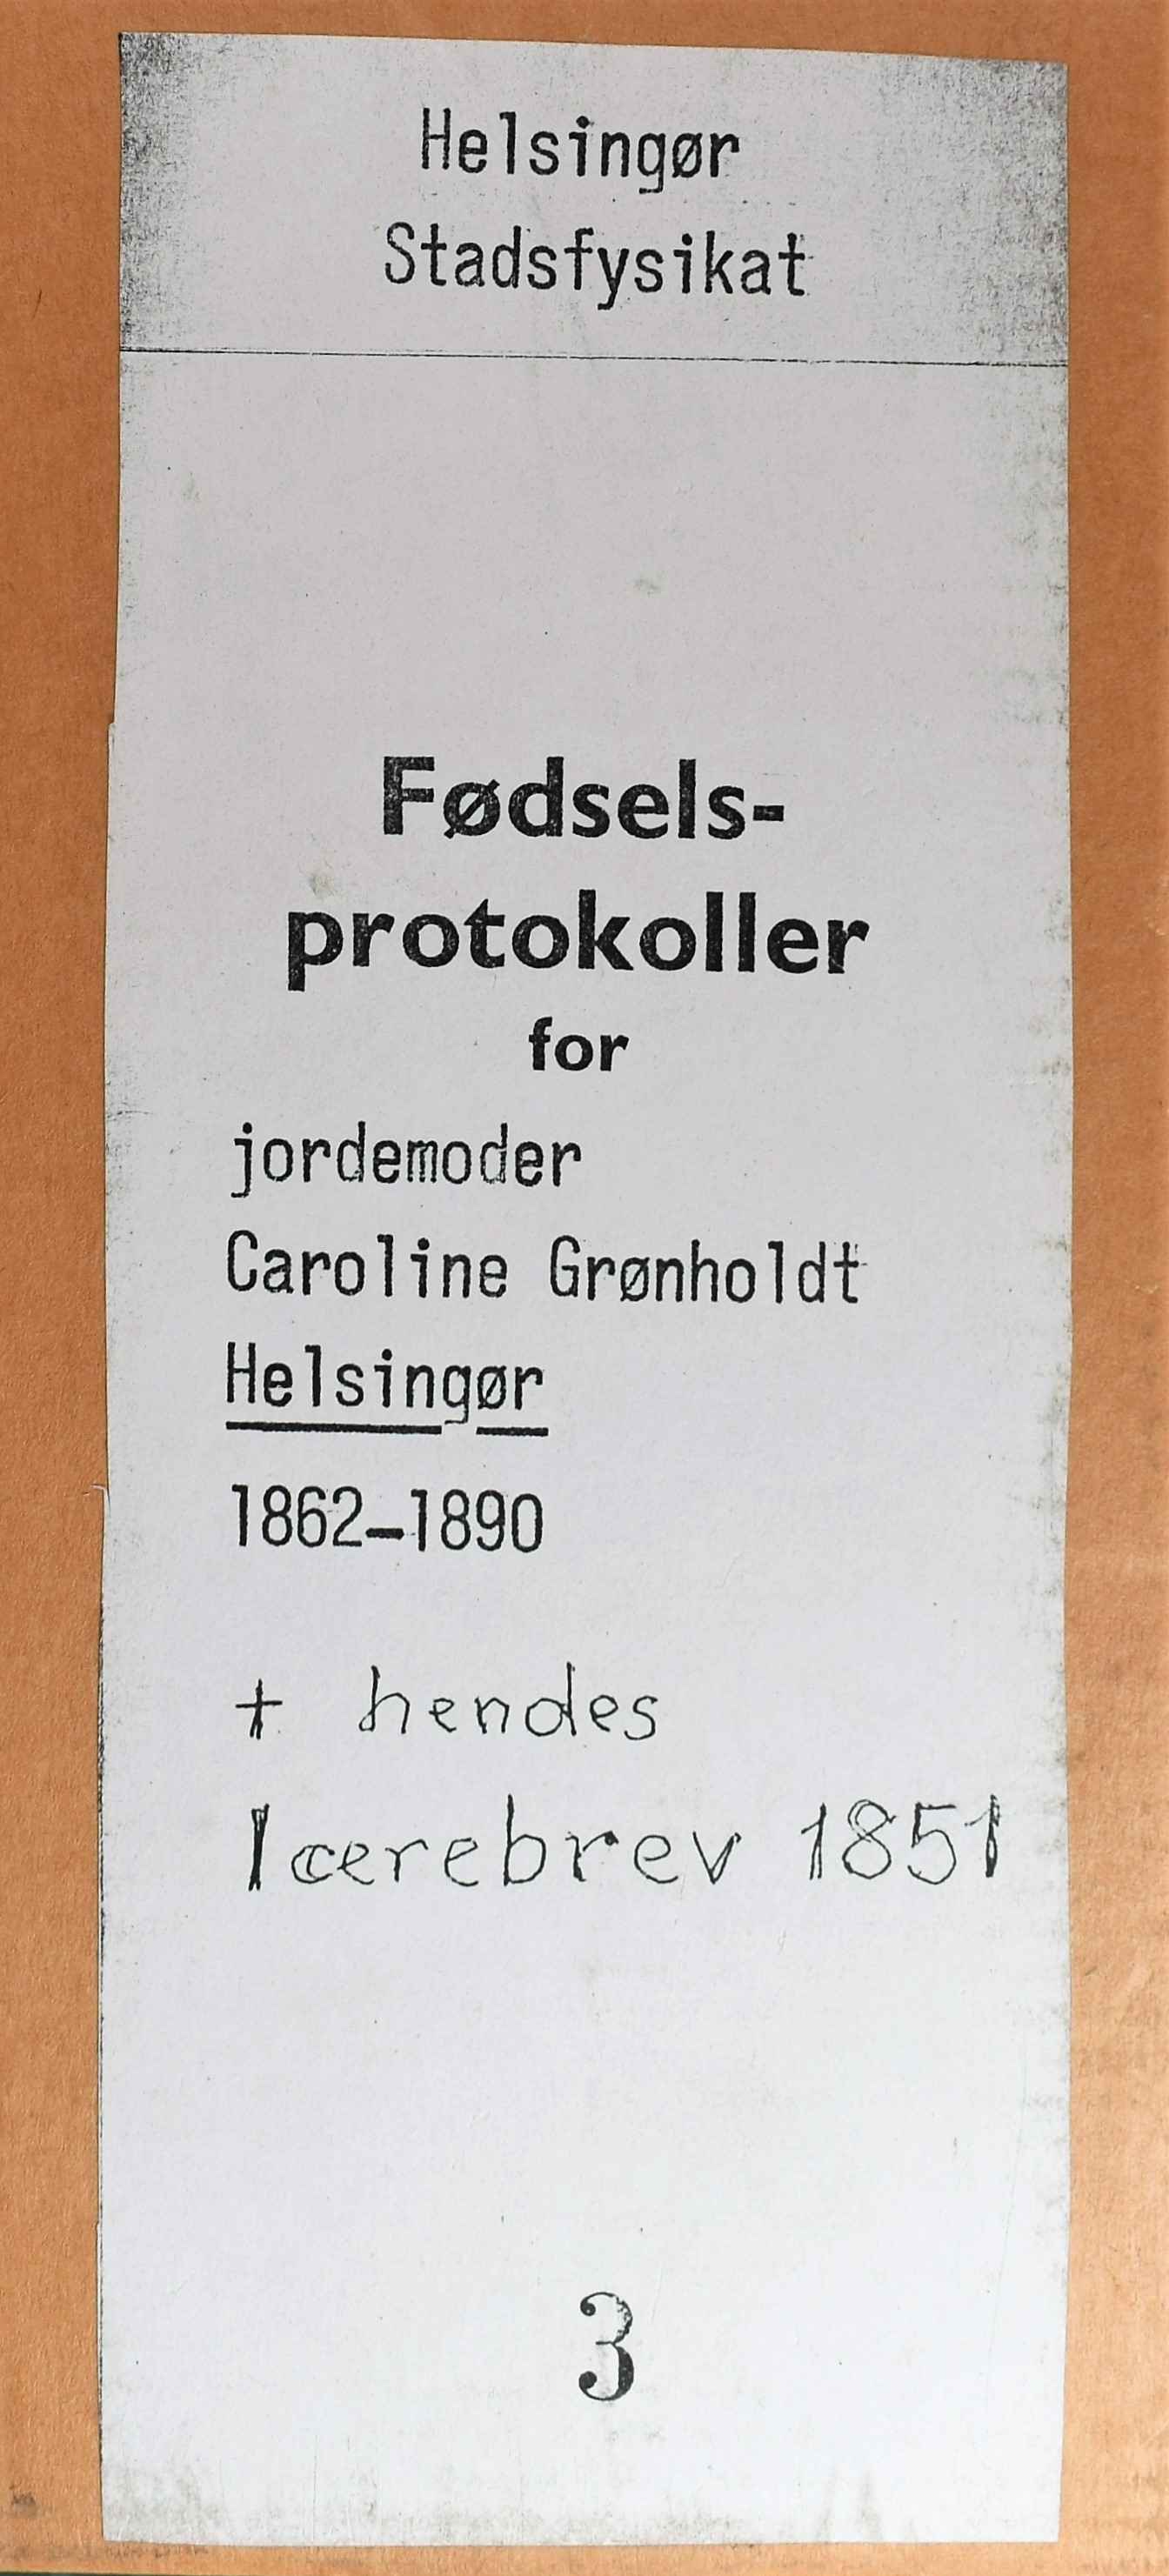 Helsingør
Stadsfysikat
Fødsels-
protokoller
for
jordemoder
Caroline Grønholdt
Helsingør
1862-1890
+ hendes
lærebrev 1851
3